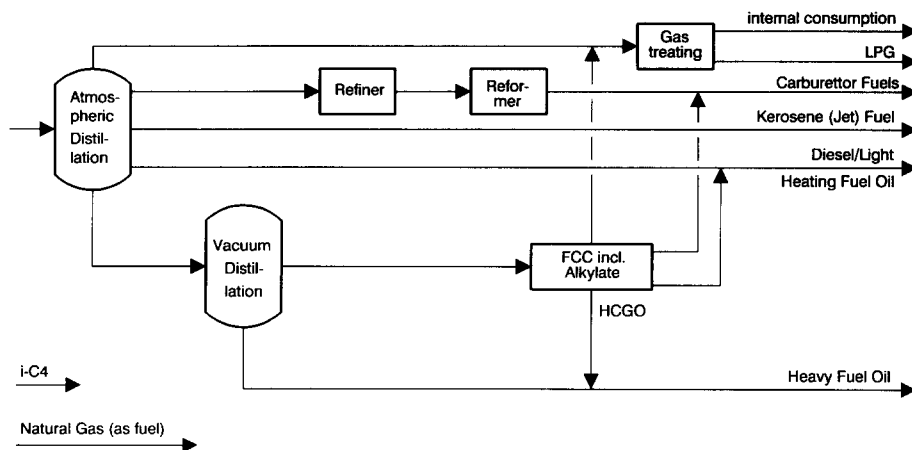 internal consumption
Gas
treating
LPG
Atmos-
pheric
Distil-
lation
Refiner
Refor-
mer
Carburettor Fuels
Kerosene (Jet) Fuel
Diesel/Light
Heating Fuel Oil
Vacuum
Distil-
lation
FCC incl.
Alkylate
HCGO
i-C4
Heavy Fuel Oil
Natural Gas (as fuel)